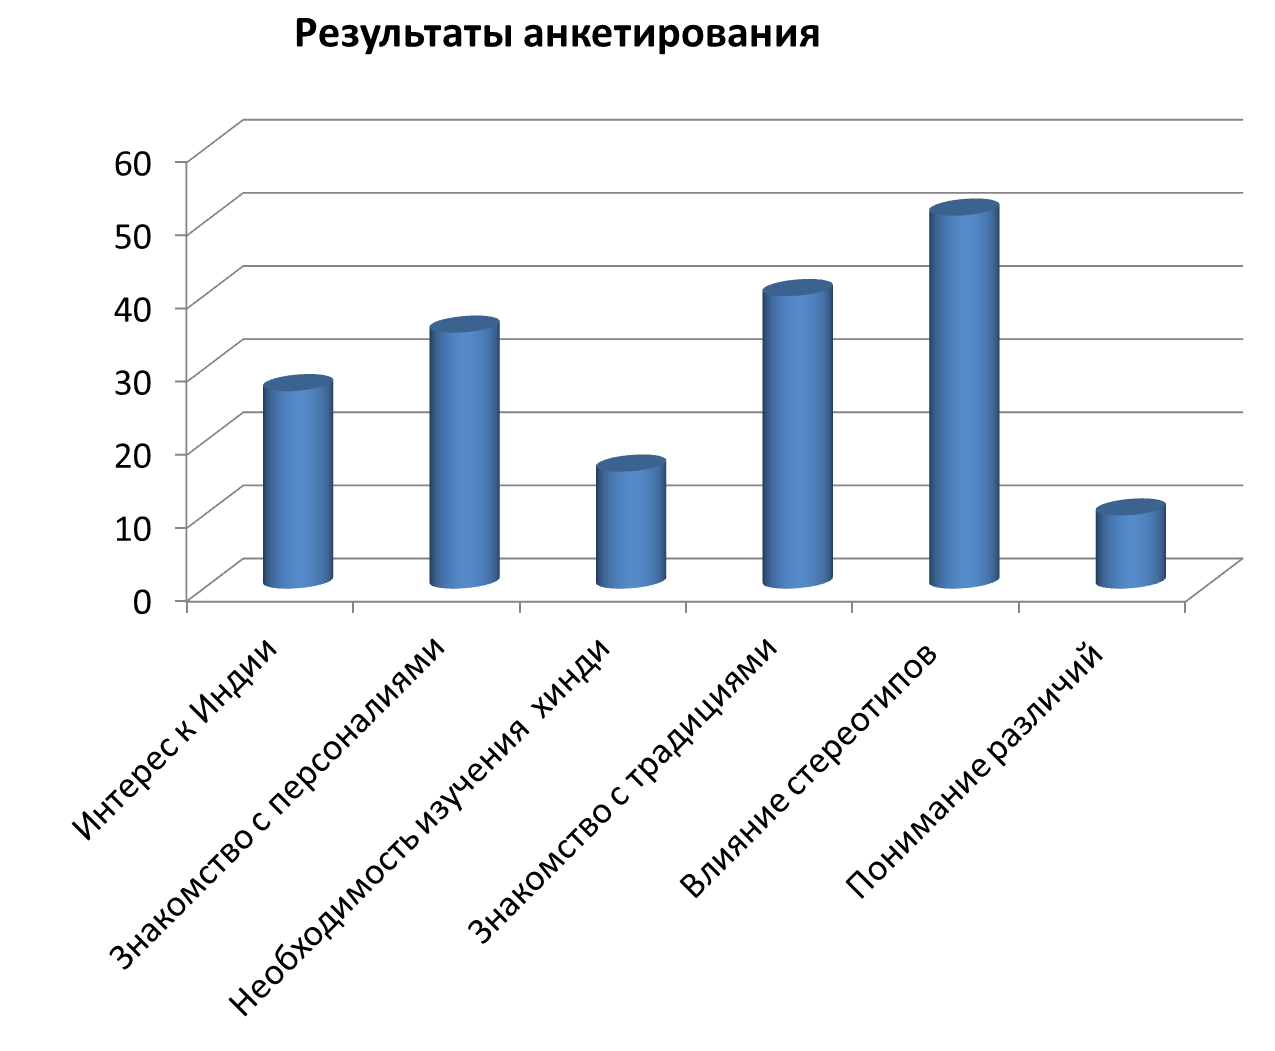 Результаты анкетирования
60
50
40
30
20
10
0
Интерес к Индии
Знакомство с персоналиями
Необходимость изучения  хинди
Знакомство с традициями
Влияние стереотипов
Понимание различий